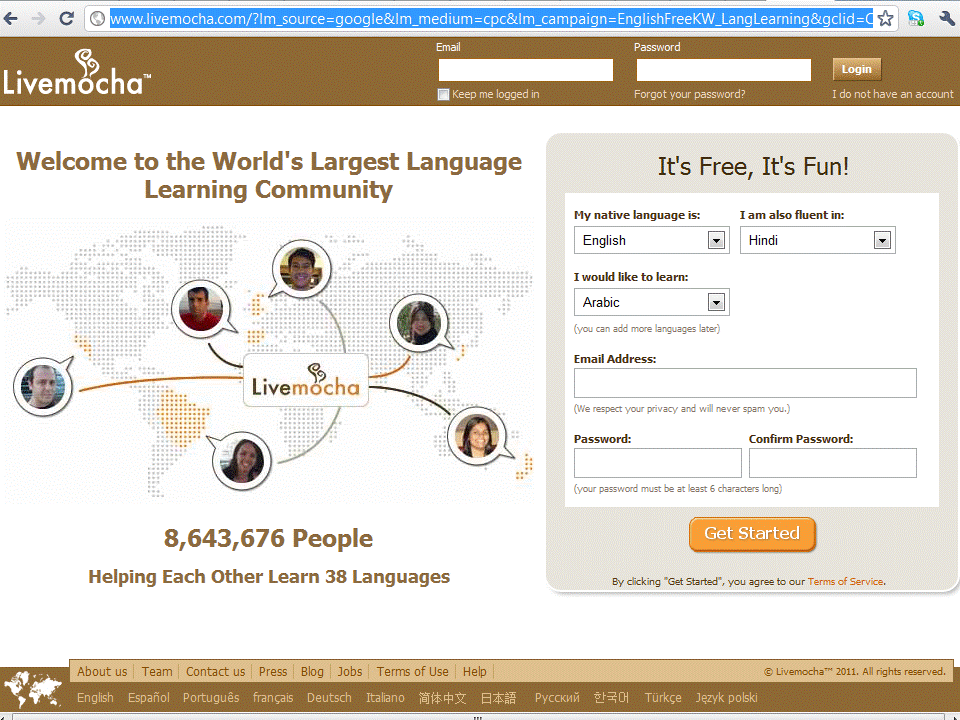 www.livemocha.com/?lm_source=google&lm_medium=cpc&lm_campaign=EnglishFreeKW_LangLearning&gclid=C
Livemocha™
Email
Password
Login
Keep me logged in
Forgot your password?
I do not have an account
Welcome to the World's Largest Language
Learning Community
Livemocha
8,643,676 People
Helping Each Other Learn 38 Languages
It's Free, It's Fun!
My native language is:
I am also fluent in:
English
Hindi
I would like to learn:
Arabic
(you can add more languages later)
Email Address:
(We respect your privacy and will never spam you.)
Password:
Confirm Password:
(your password must be at least 6 characters long)
Get Started
By clicking "Get Started", you agree to our Terms of Service.
About us | Team | Contact us | Press | Blog | Jobs | Terms of Use | Help
© Livemocha™ 2011. All rights reserved.
English Español Português français Deutsch Italiano 简体中文 日本語 Русский 한국어 Türkçe Język polski